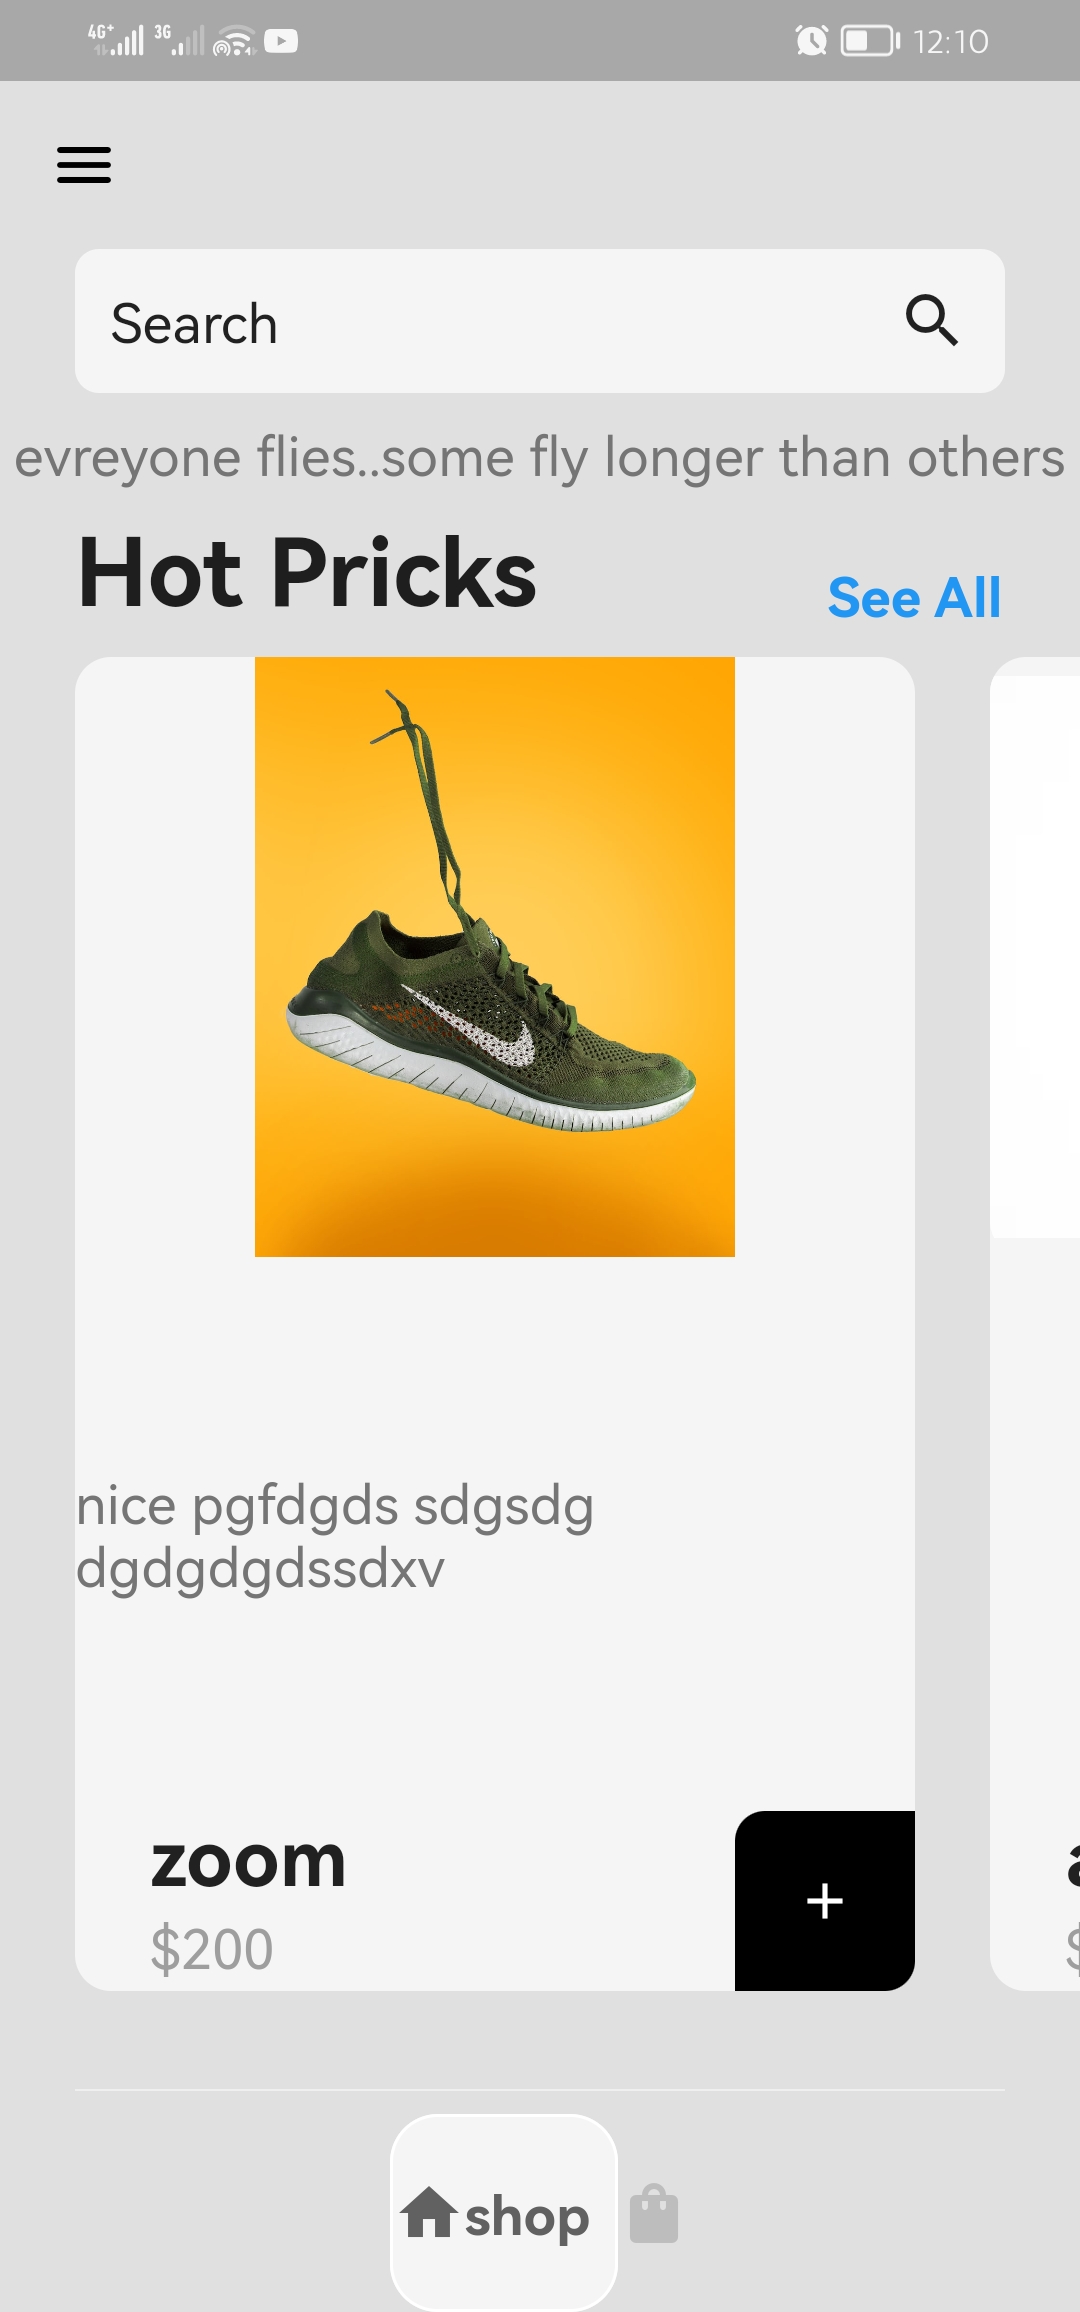 4G+ 3G 12:10
Search
evreyone flies..some fly longer than others
Hot Pricks
See All
nice pgfdgds sdgsdg
dgdgdgdssdxv
zoom
$200
+
shop